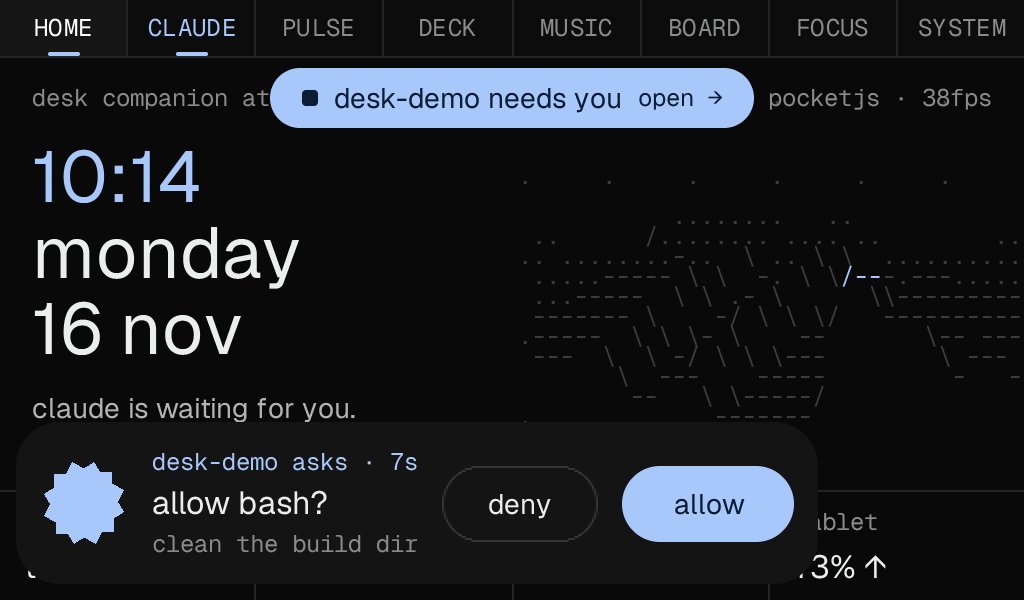 HOME CLAUDE PULSE DECK MUSIC BOARD FOCUS SYSTEM
desk companion at
desk-demo needs you open →
pocketjs · 38fps
10:14
monday
16 nov
claude is waiting for you.
desk-demo asks · 7s
allow bash?
clean the build dir
deny
allow
3% ↑